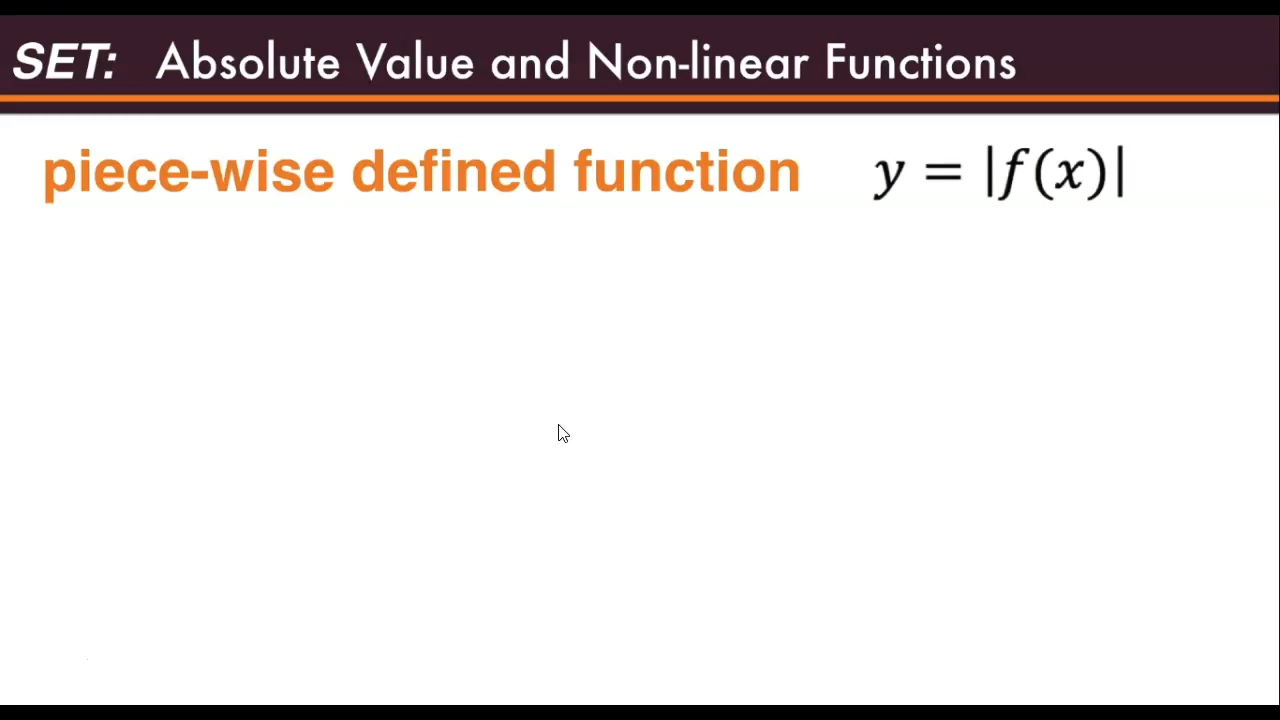 SET: Absolute Value and Non-linear Functions
piece-wise defined function y = |f(x)|